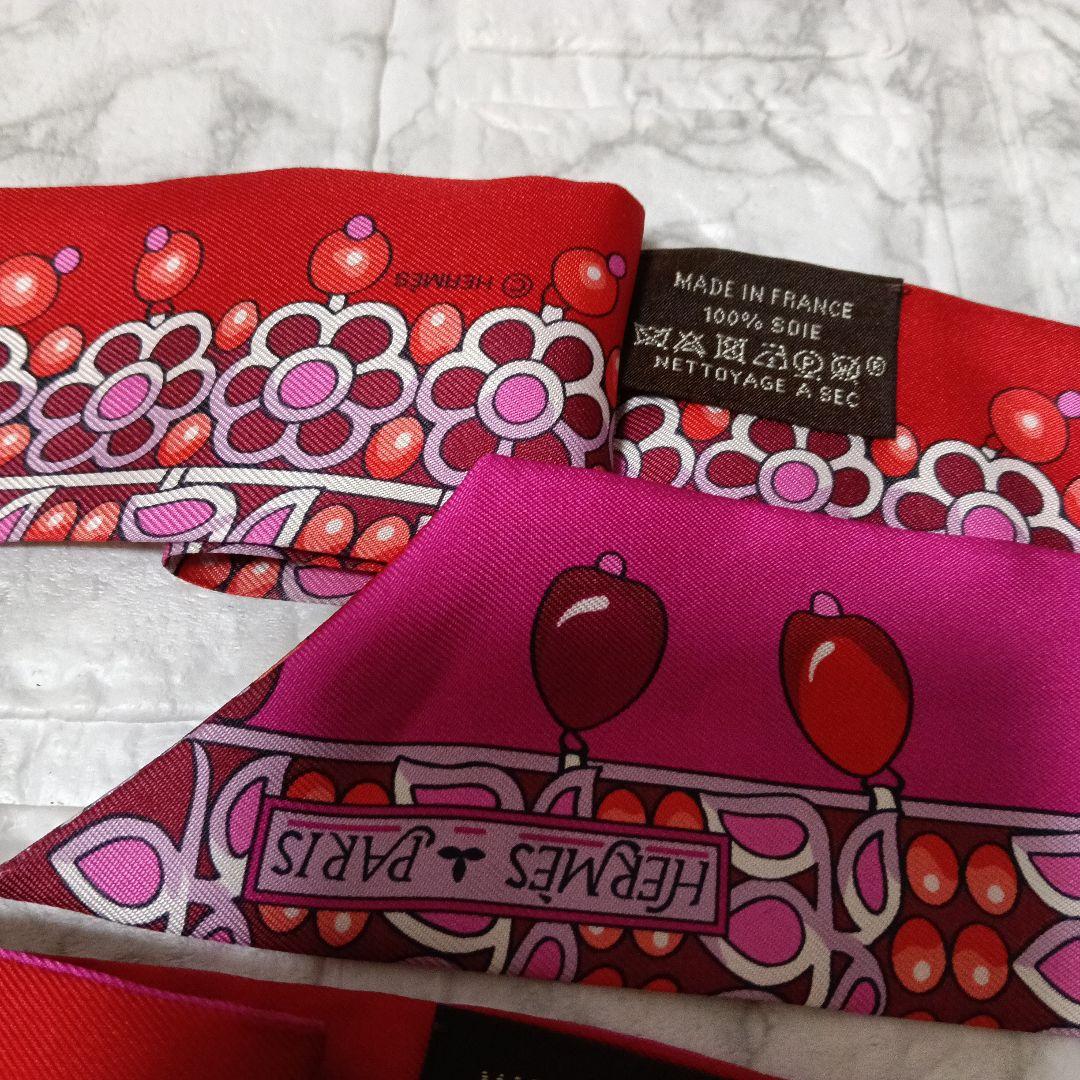 © HERMÈS
MADE IN FRANCE
100% SOIE
NETTOYAGE A SEC
HERMÈS PARIS